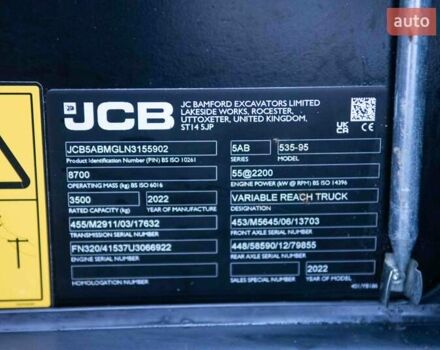 auto
JCB
JC BAMFORD EXCAVATORS LIMITED
LAKESIDE WORKS, ROCESTER,
UTTOXETER, UNITED KINGDOM,
ST14 5JP
UK
CA
CE
JCB5ABMGLN3155902 5AB 535-95
Product Identification Number (PIN) BS ISO 10261 SERIES MODEL
8700 55@2200
OPERATING MASS (kg) BS ISO 6016 ENGINE POWER (kW @ RPM) BS ISO 14396
3500 2022 VARIABLE REACH TRUCK
RATED CAPACITY (kg) YEAR OF MANUFACTURE DESIGNATION
455/M2911/03/17632 453/M5645/06/13703
TRANSMISSION SERIAL NUMBER FRONT AXLE SERIAL NUMBER
FN320/41537U3066922 448/58590/12/79855
ENGINE SERIAL NUMBER REAR AXLE SERIAL NUMBER
2022
HOMOLOGATION NUMBER SALES SPECIAL NUMBER YEAR OF MODEL